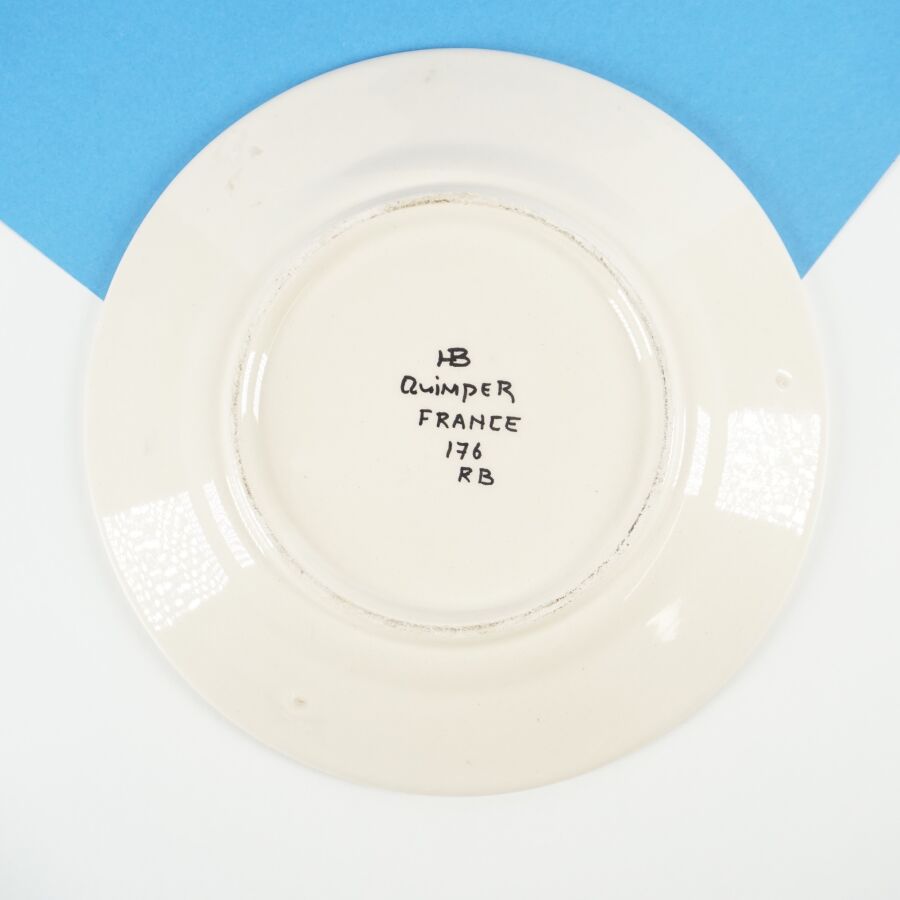 HB
QuimpER
FRANCE
176
RB